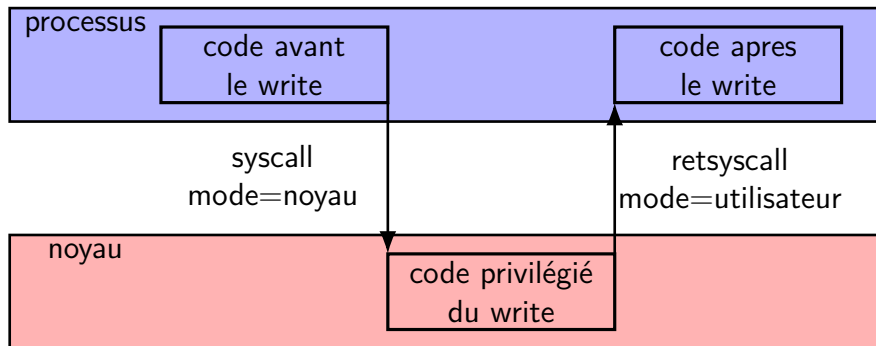 processus
code avant
le write
code apres
le write
syscall
mode=noyau
retsyscall
mode=utilisateur
noyau
code privilégié
du write